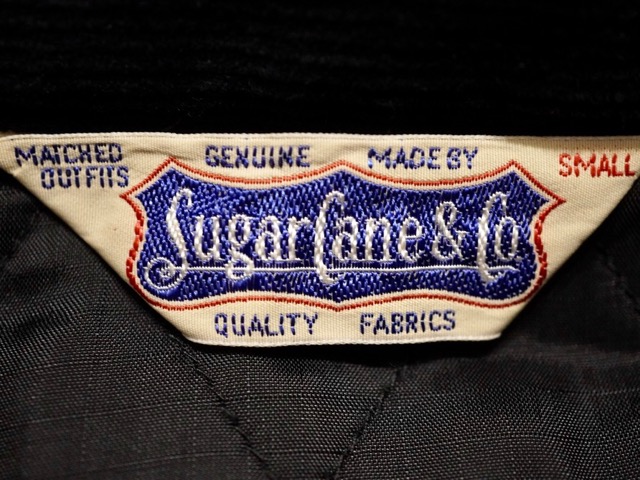 MATCHED
OUTFITS
GENUINE MADE BY
SMALL
Sugar Cane & Co
QUALITY FABRICS